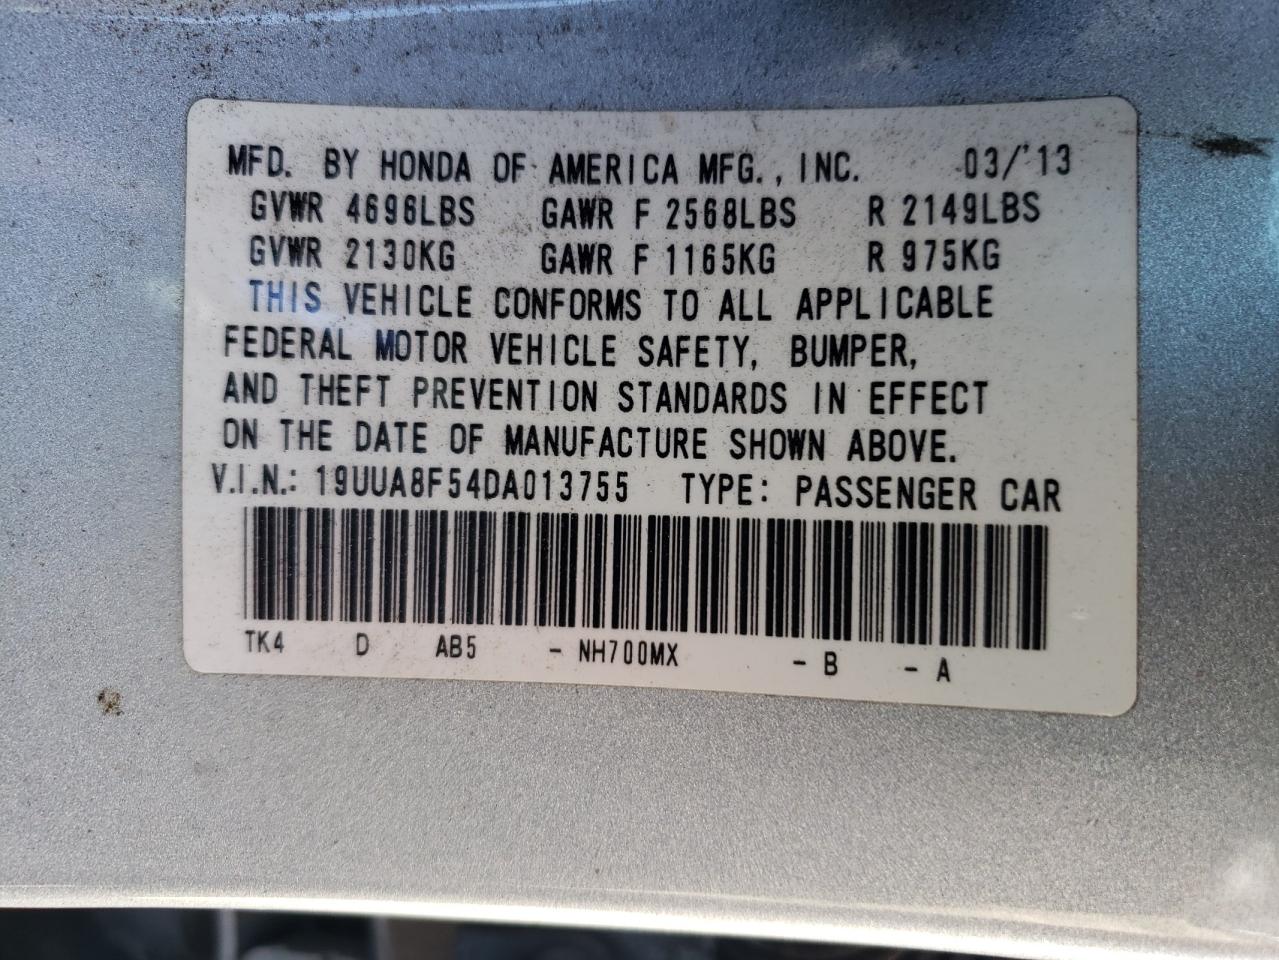 MFD. BY HONDA OF AMERICA MFG., INC. 03/'13
GVWR 4696LBS GAWR F 2568LBS R 2149LBS
GVWR 2130KG GAWR F 1165KG R 975KG
THIS VEHICLE CONFORMS TO ALL APPLICABLE
FEDERAL MOTOR VEHICLE SAFETY, BUMPER,
AND THEFT PREVENTION STANDARDS IN EFFECT
ON THE DATE OF MANUFACTURE SHOWN ABOVE.
V.I.N.: 19UUA8F54DA013755 TYPE: PASSENGER CAR
TK4 D AB5 - NH700MX - B - A